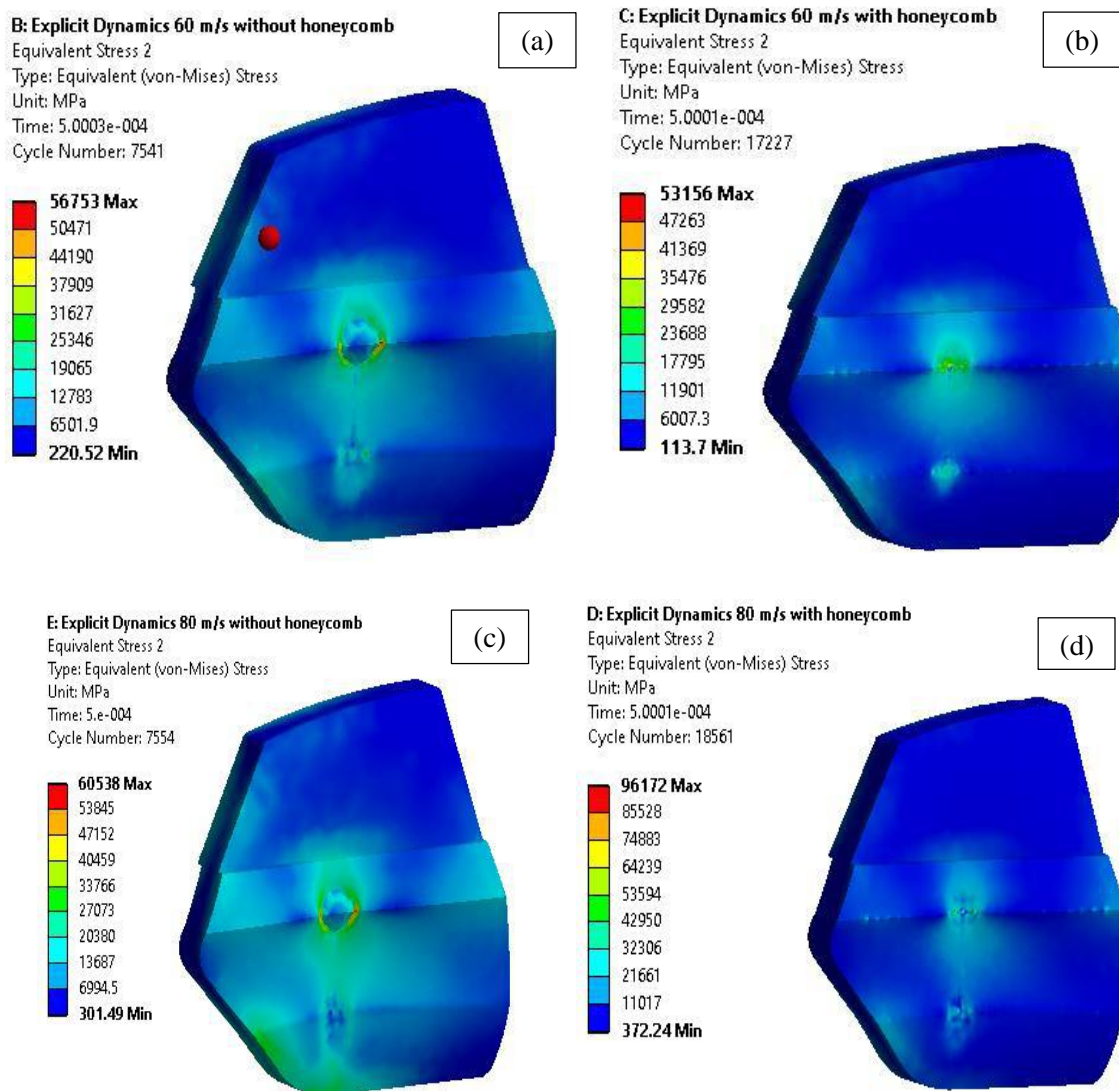 B: Explicit Dynamics 60 m/s without honeycomb
Equivalent Stress 2
Type: Equivalent (von-Mises) Stress
Unit: MPa
Time: 5.0003e-004
Cycle Number: 7541
(a)
56753 Max
50471
44190
37909
31627
25346
19065
12783
6501.9
220.52 Min
C: Explicit Dynamics 60 m/s with honeycomb
Equivalent Stress 2
Type: Equivalent (von-Mises) Stress
Unit: MPa
Time: 5.0001e-004
Cycle Number: 17227
(b)
53156 Max
47263
41369
35476
29582
23688
17795
11901
6007.3
113.7 Min
E: Explicit Dynamics 80 m/s without honeycomb
Equivalent Stress 2
Type: Equivalent (von-Mises) Stress
Unit: MPa
Time: 5.e-004
Cycle Number: 7554
(c)
60538 Max
53845
47152
40459
33766
27073
20380
13687
6994.5
301.49 Min
D: Explicit Dynamics 80 m/s with honeycomb
Equivalent Stress 2
Type: Equivalent (von-Mises) Stress
Unit: MPa
Time: 5.0001e-004
Cycle Number: 18561
(d)
96172 Max
85528
74883
64239
53594
42950
32306
21661
11017
372.24 Min